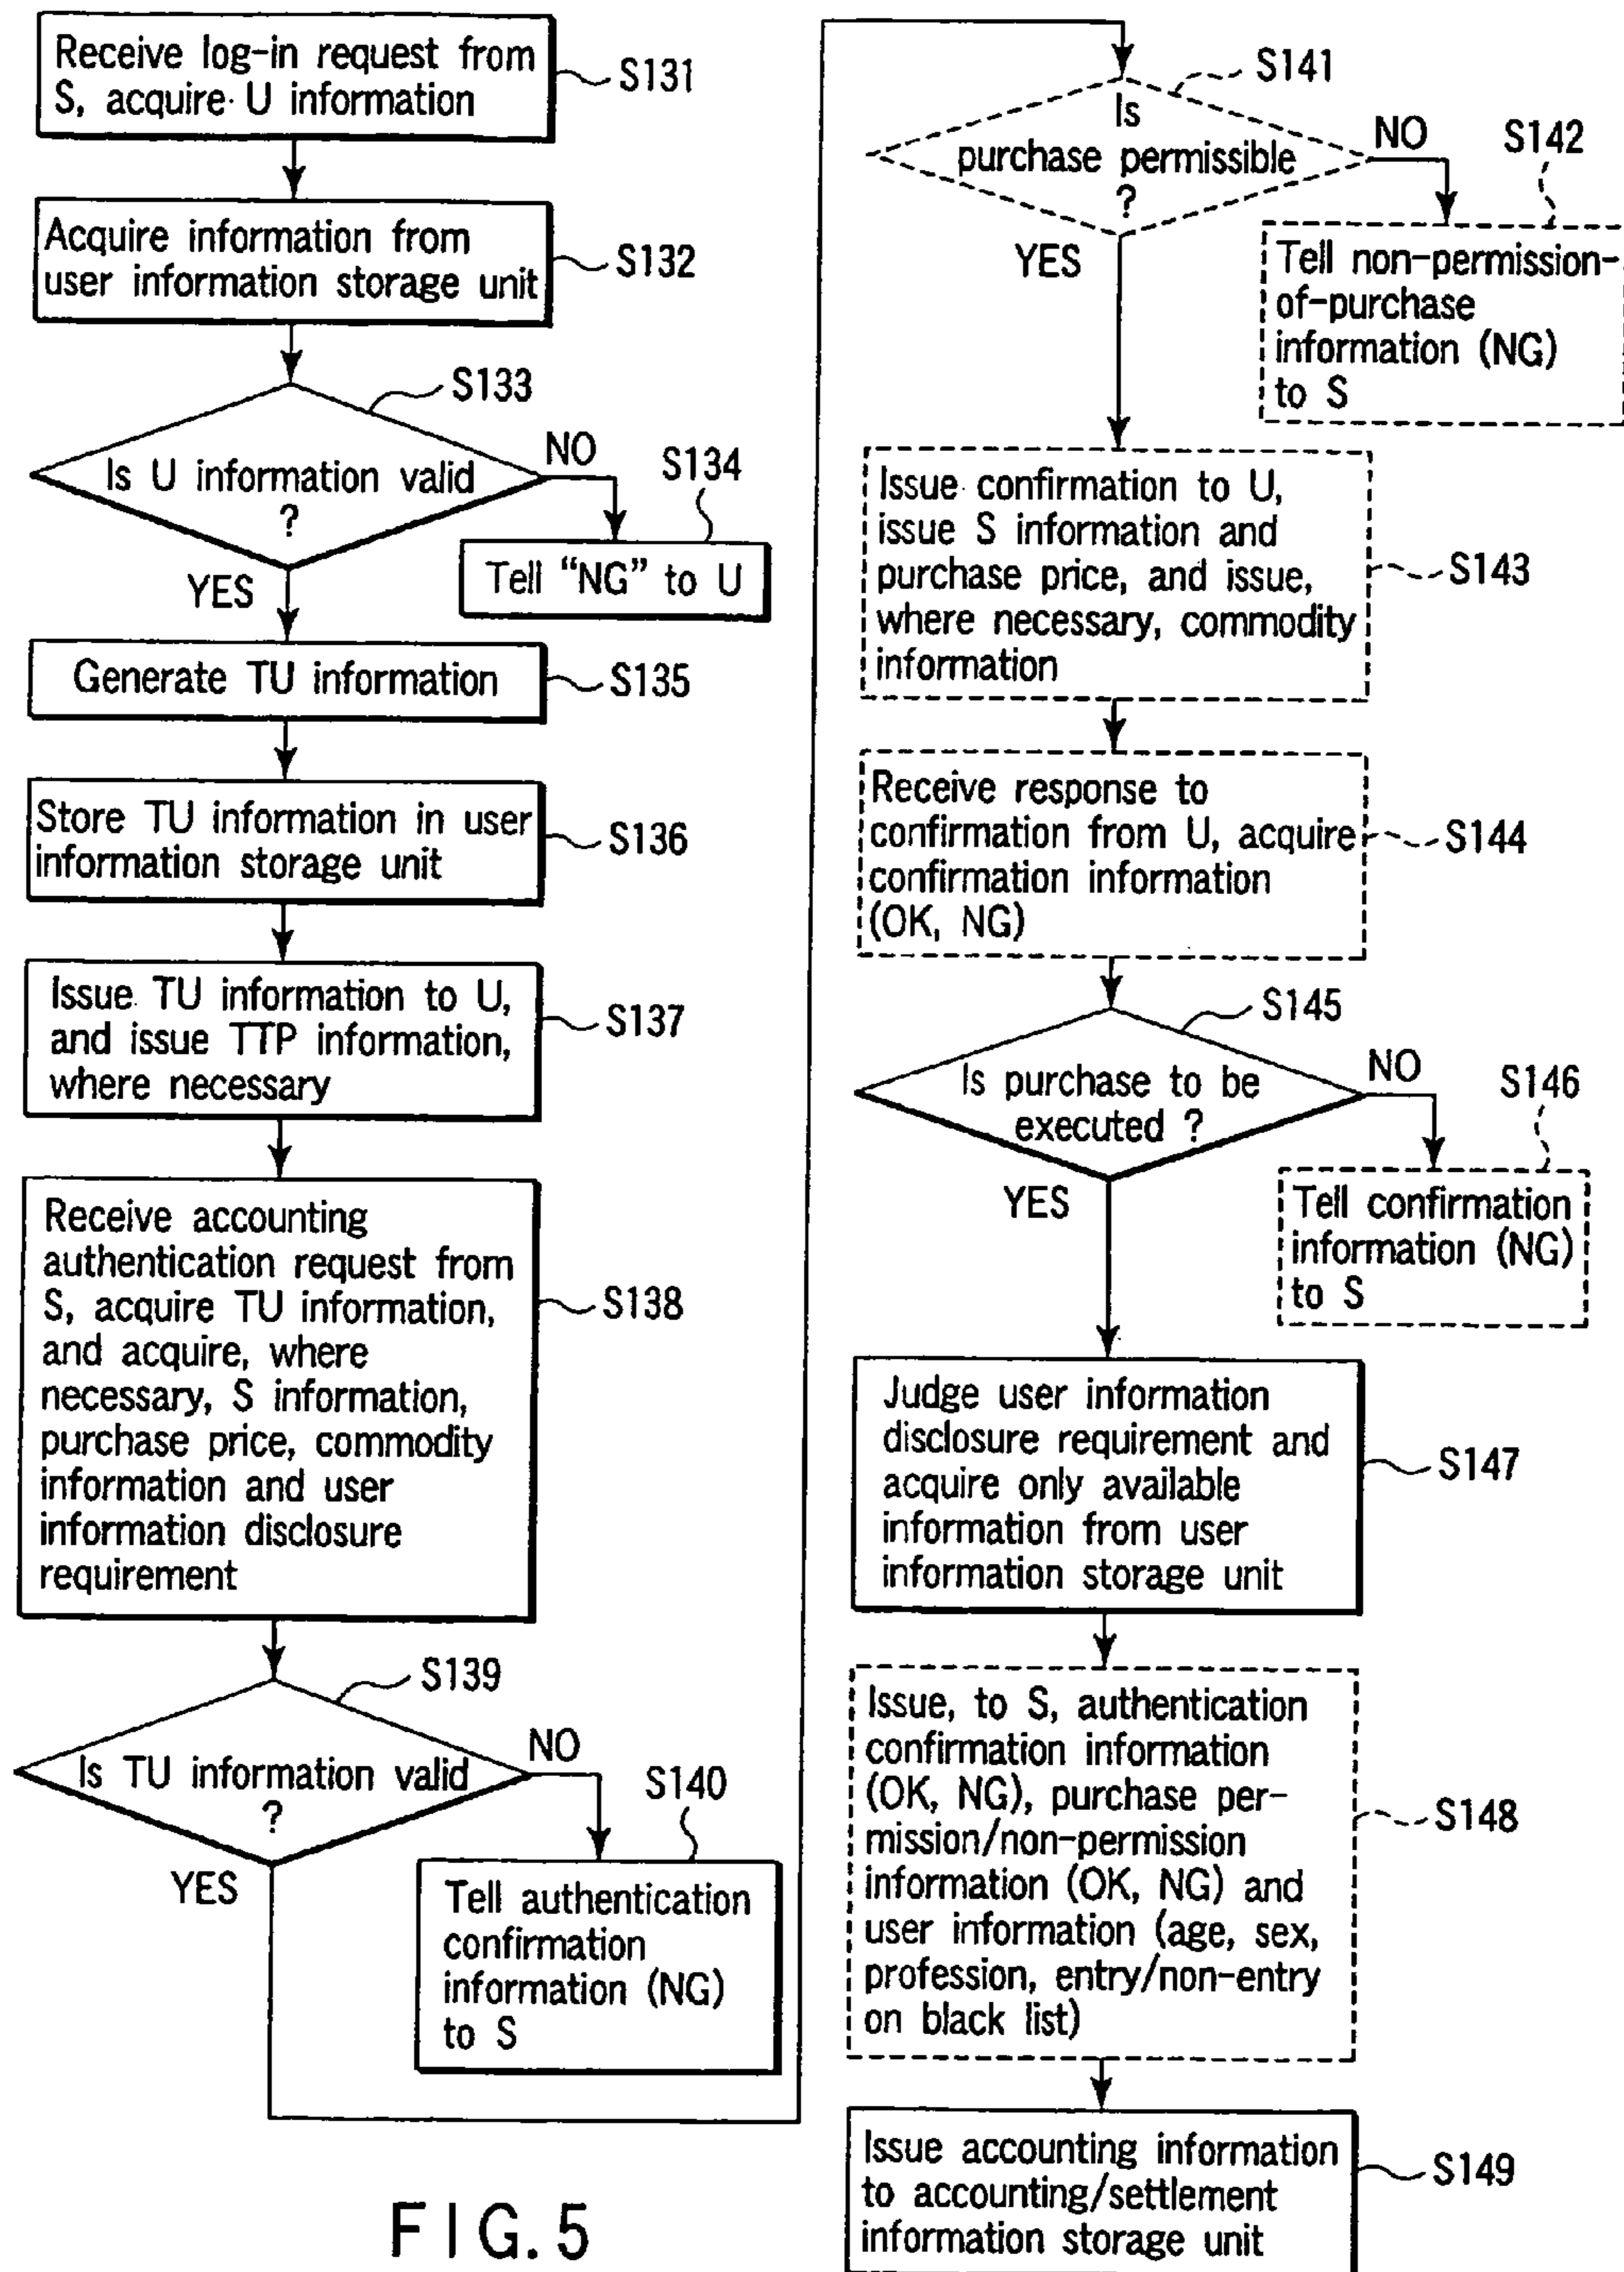 Receive log-in request from
S, acquire U information
S131
Acquire information from
user information storage unit
S132
S133
Is U information valid
?
NO
S134
Tell “NG” to U
YES
Generate TU information
S135
Store TU information in user
information storage unit
S136
Issue TU information to U,
and issue TTP information,
where necessary
S137
Receive accounting
authentication request from
S, acquire TU information,
and acquire, where
necessary, S information,
purchase price, commodity
information and user
information disclosure
requirement
S138
S139
Is TU information valid
?
NO
S140
YES
Tell authentication
confirmation
information (NG)
to S
S141
Is
purchase permissible
?
NO
S142
YES
Tell non-permission-
of-purchase
information (NG)
to S
Issue confirmation to U,
issue S information and
purchase price, and issue,
where necessary, commodity
information
S143
Receive response to
confirmation from U, acquire
confirmation information
(OK, NG)
S144
S145
Is purchase to be
executed ?
NO
S146
YES
Tell confirmation
information (NG)
to S
Judge user information
disclosure requirement and
acquire only available
information from user
information storage unit
S147
Issue, to S, authentication
confirmation information
(OK, NG), purchase per-
mission/non-permission
information (OK, NG) and
user information (age, sex,
profession, entry/non-entry
on black list)
S148
Issue accounting information
to accounting/settlement
information storage unit
S149
FIG. 5